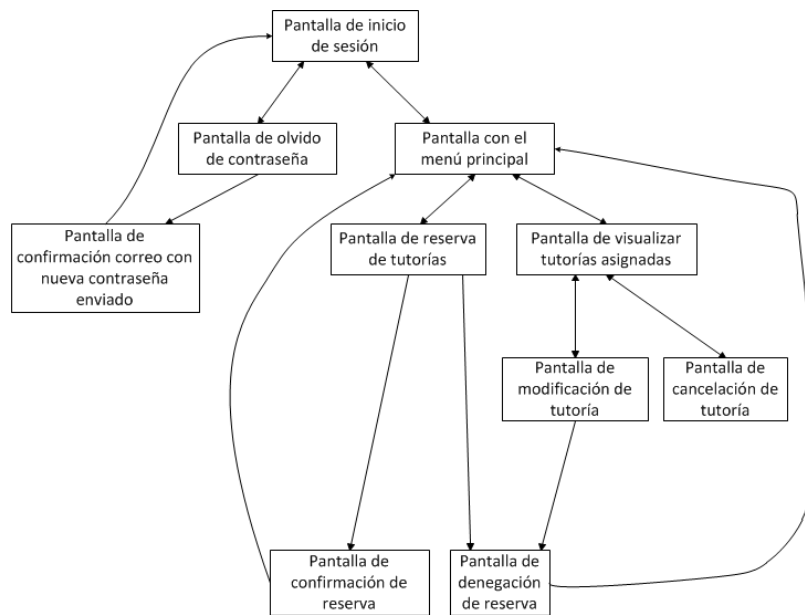 Pantalla de inicio
de sesión
Pantalla de olvido
de contraseña
Pantalla con el
menú principal
Pantalla de
confirmación correo con
nueva contraseña
enviado
Pantalla de reserva
de tutorías
Pantalla de visualizar
tutorías asignadas
Pantalla de
modificación de
tutoría
Pantalla de
cancelación de
tutoría
Pantalla de
confirmación de
reserva
Pantalla de
denegación de
de reserva